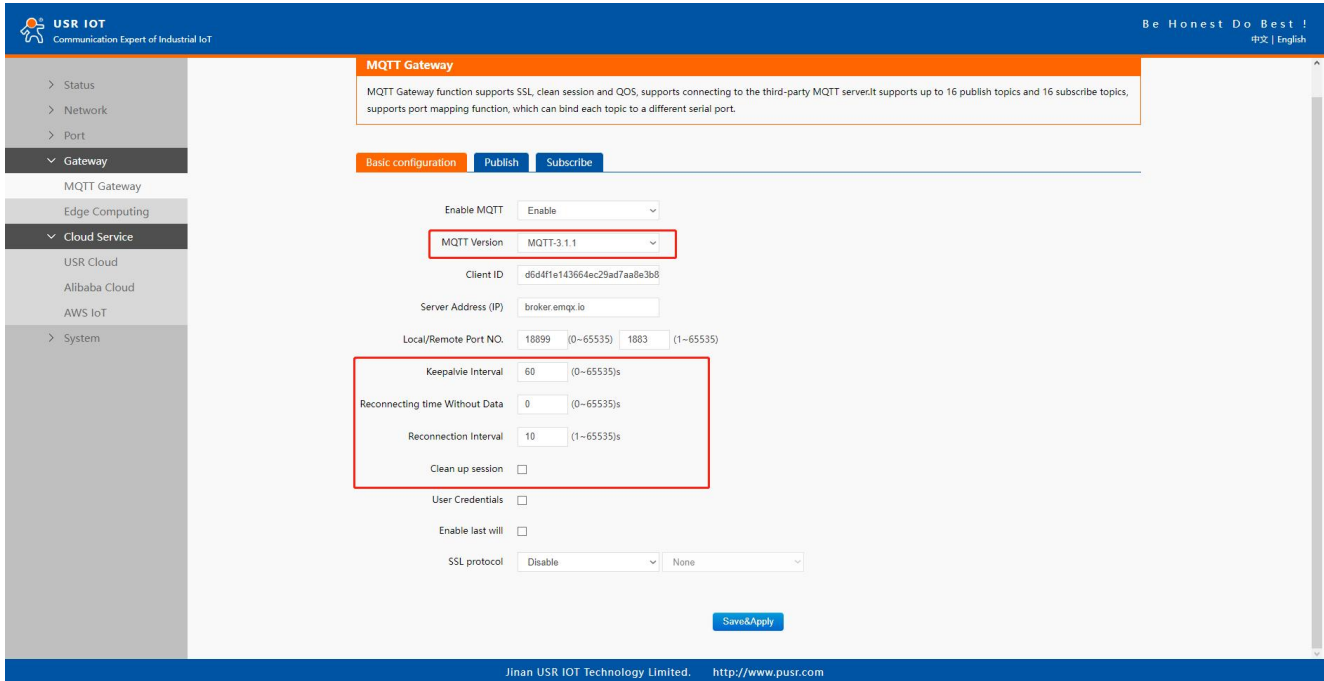 USR IOT
Communication Expert of Industrial IoT
Be Honest Do Best !
中文 | English
Status
Network
Port
Gateway
MQTT Gateway
Edge Computing
Cloud Service
USR Cloud
Alibaba Cloud
AWS IoT
System
MQTT Gateway
MQTT Gateway function supports SSL, clean session and QOS, supports connecting to the third-party MQTT server.It supports up to 16 publish topics and 16 subscribe topics,
supports port mapping function, which can bind each topic to a different serial port.
Basic configuration Publish Subscribe
Enable MQTT Enable
MQTT Version MQTT-3.1.1
Client ID d6d4f1e143664ec29ad7aa8e3b8
Server Address (IP) broker.emqx.io
Local/Remote Port NO. 18899 (0~65535) 1883 (1~65535)
Keepalvie Interval 60 (0~65535)s
Reconnecting time Without Data 0 (0~65535)s
Reconnection Interval 10 (1~65535)s
Clean up session
User Credentials
Enable last will
SSL protocol Disable None
Save&Apply
Jinan USR IOT Technology Limited. http://www.pusr.com